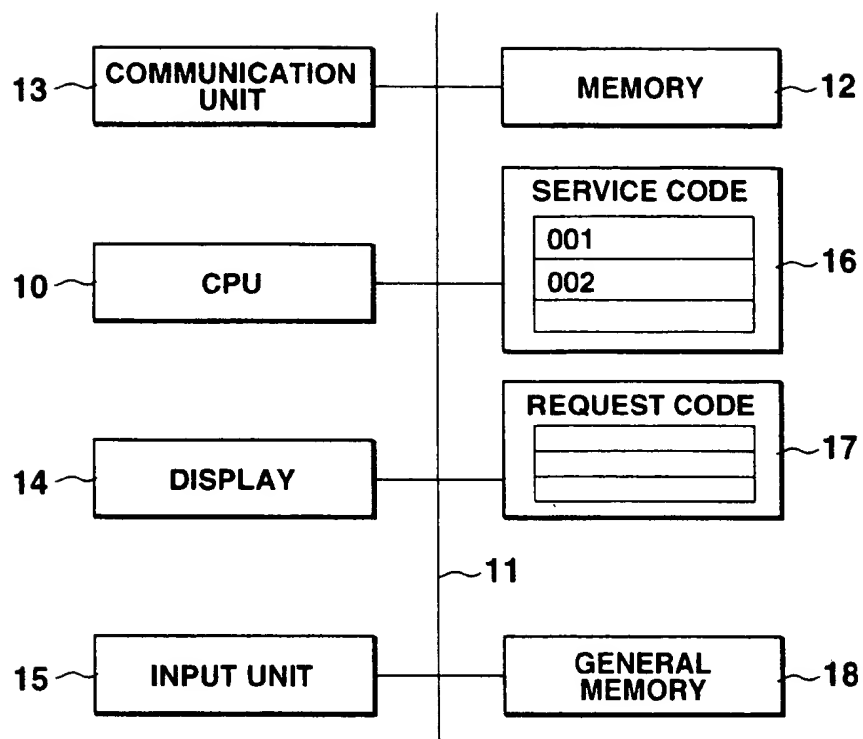 COMMUNICATION
UNIT
13
MEMORY
12
SERVICE CODE
001
002
16
10
CPU
REQUEST CODE
17
14
DISPLAY
11
15
INPUT UNIT
GENERAL
MEMORY
18